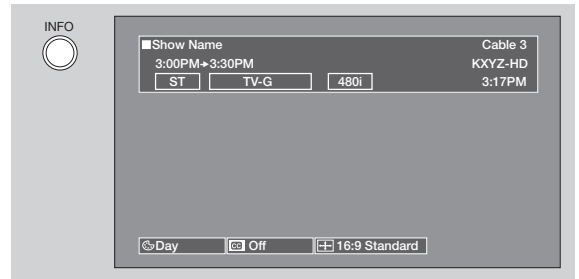 INFO
■Show Name Cable 3
3:00PM➔3:30PM KXYZ-HD
ST TV-G 480i 3:17PM
Day CC Off 16:9 Standard